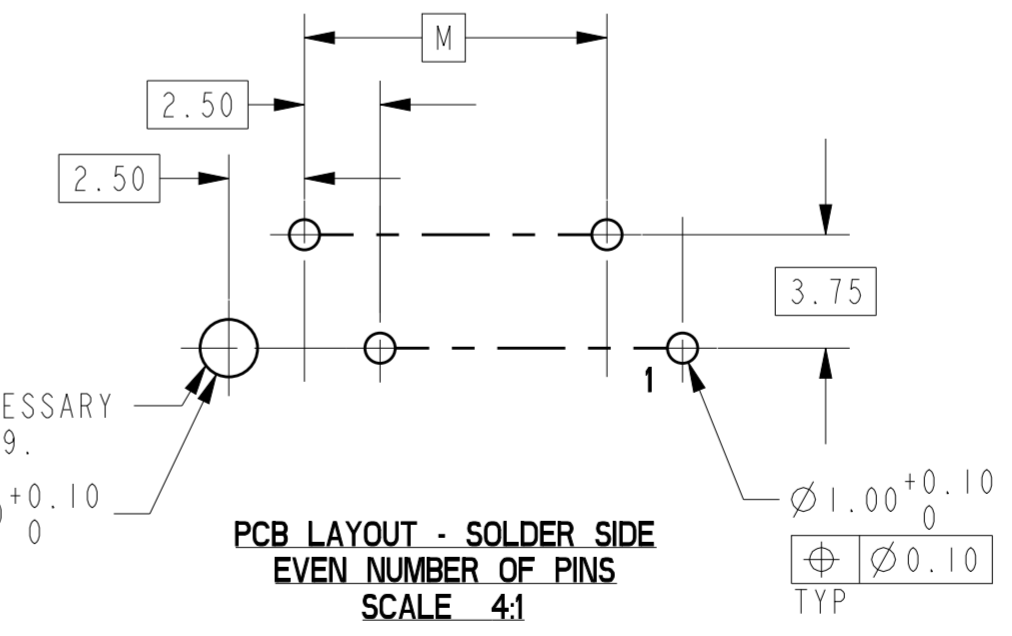 M
2.50
2.50
3.75
1
9.
+0.10
0
Ø1.00 +0.10
0
⌖ Ø0.10
TYP
PCB LAYOUT - SOLDER SIDE
EVEN NUMBER OF PINS
SCALE 4:1